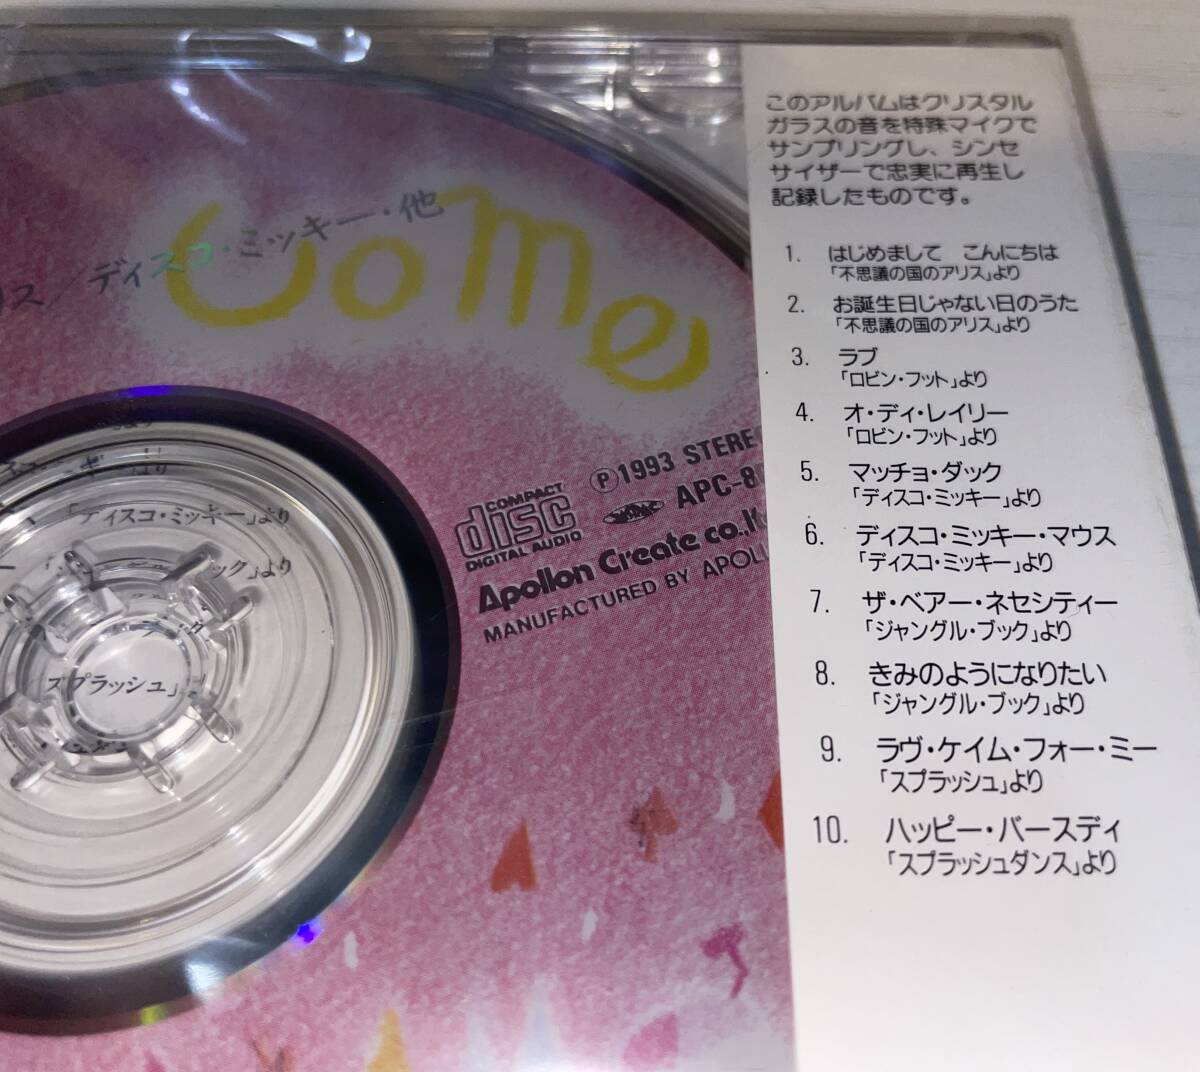 リス／ディスコ・ミッキー・他
Come
「ディスコ・ミッキー」より
ック」より
スプラッシュ」
COMPACT
disc
DIGITAL AUDIO
Ⓟ1993 STERE
APC-8
Apollon Create co.,lt
MANUFACTURED BY APOLL
このアルバムはクリスタル
ガラスの音を特殊マイクで
サンプリングし、シンセ
サイザーで忠実に再生し
記録したものです。
1. はじめまして　こんにちは
「不思議の国のアリス」より
2. お誕生日じゃない日のうた
「不思議の国のアリス」より
3. ラブ
「ロビン・フット」より
4. オ・ディ・レイリー
「ロビン・フット」より
5. マッチョ・ダック
「ディスコ・ミッキー」より
6. ディスコ・ミッキー・マウス
「ディスコ・ミッキー」より
7. ザ・ベアー・ネセシティー
「ジャングル・ブック」より
8. きみのようになりたい
「ジャングル・ブック」より
9. ラヴ・ケイム・フォー・ミー
「スプラッシュ」より
10. ハッピー・バースディ
「スプラッシュダンス」より